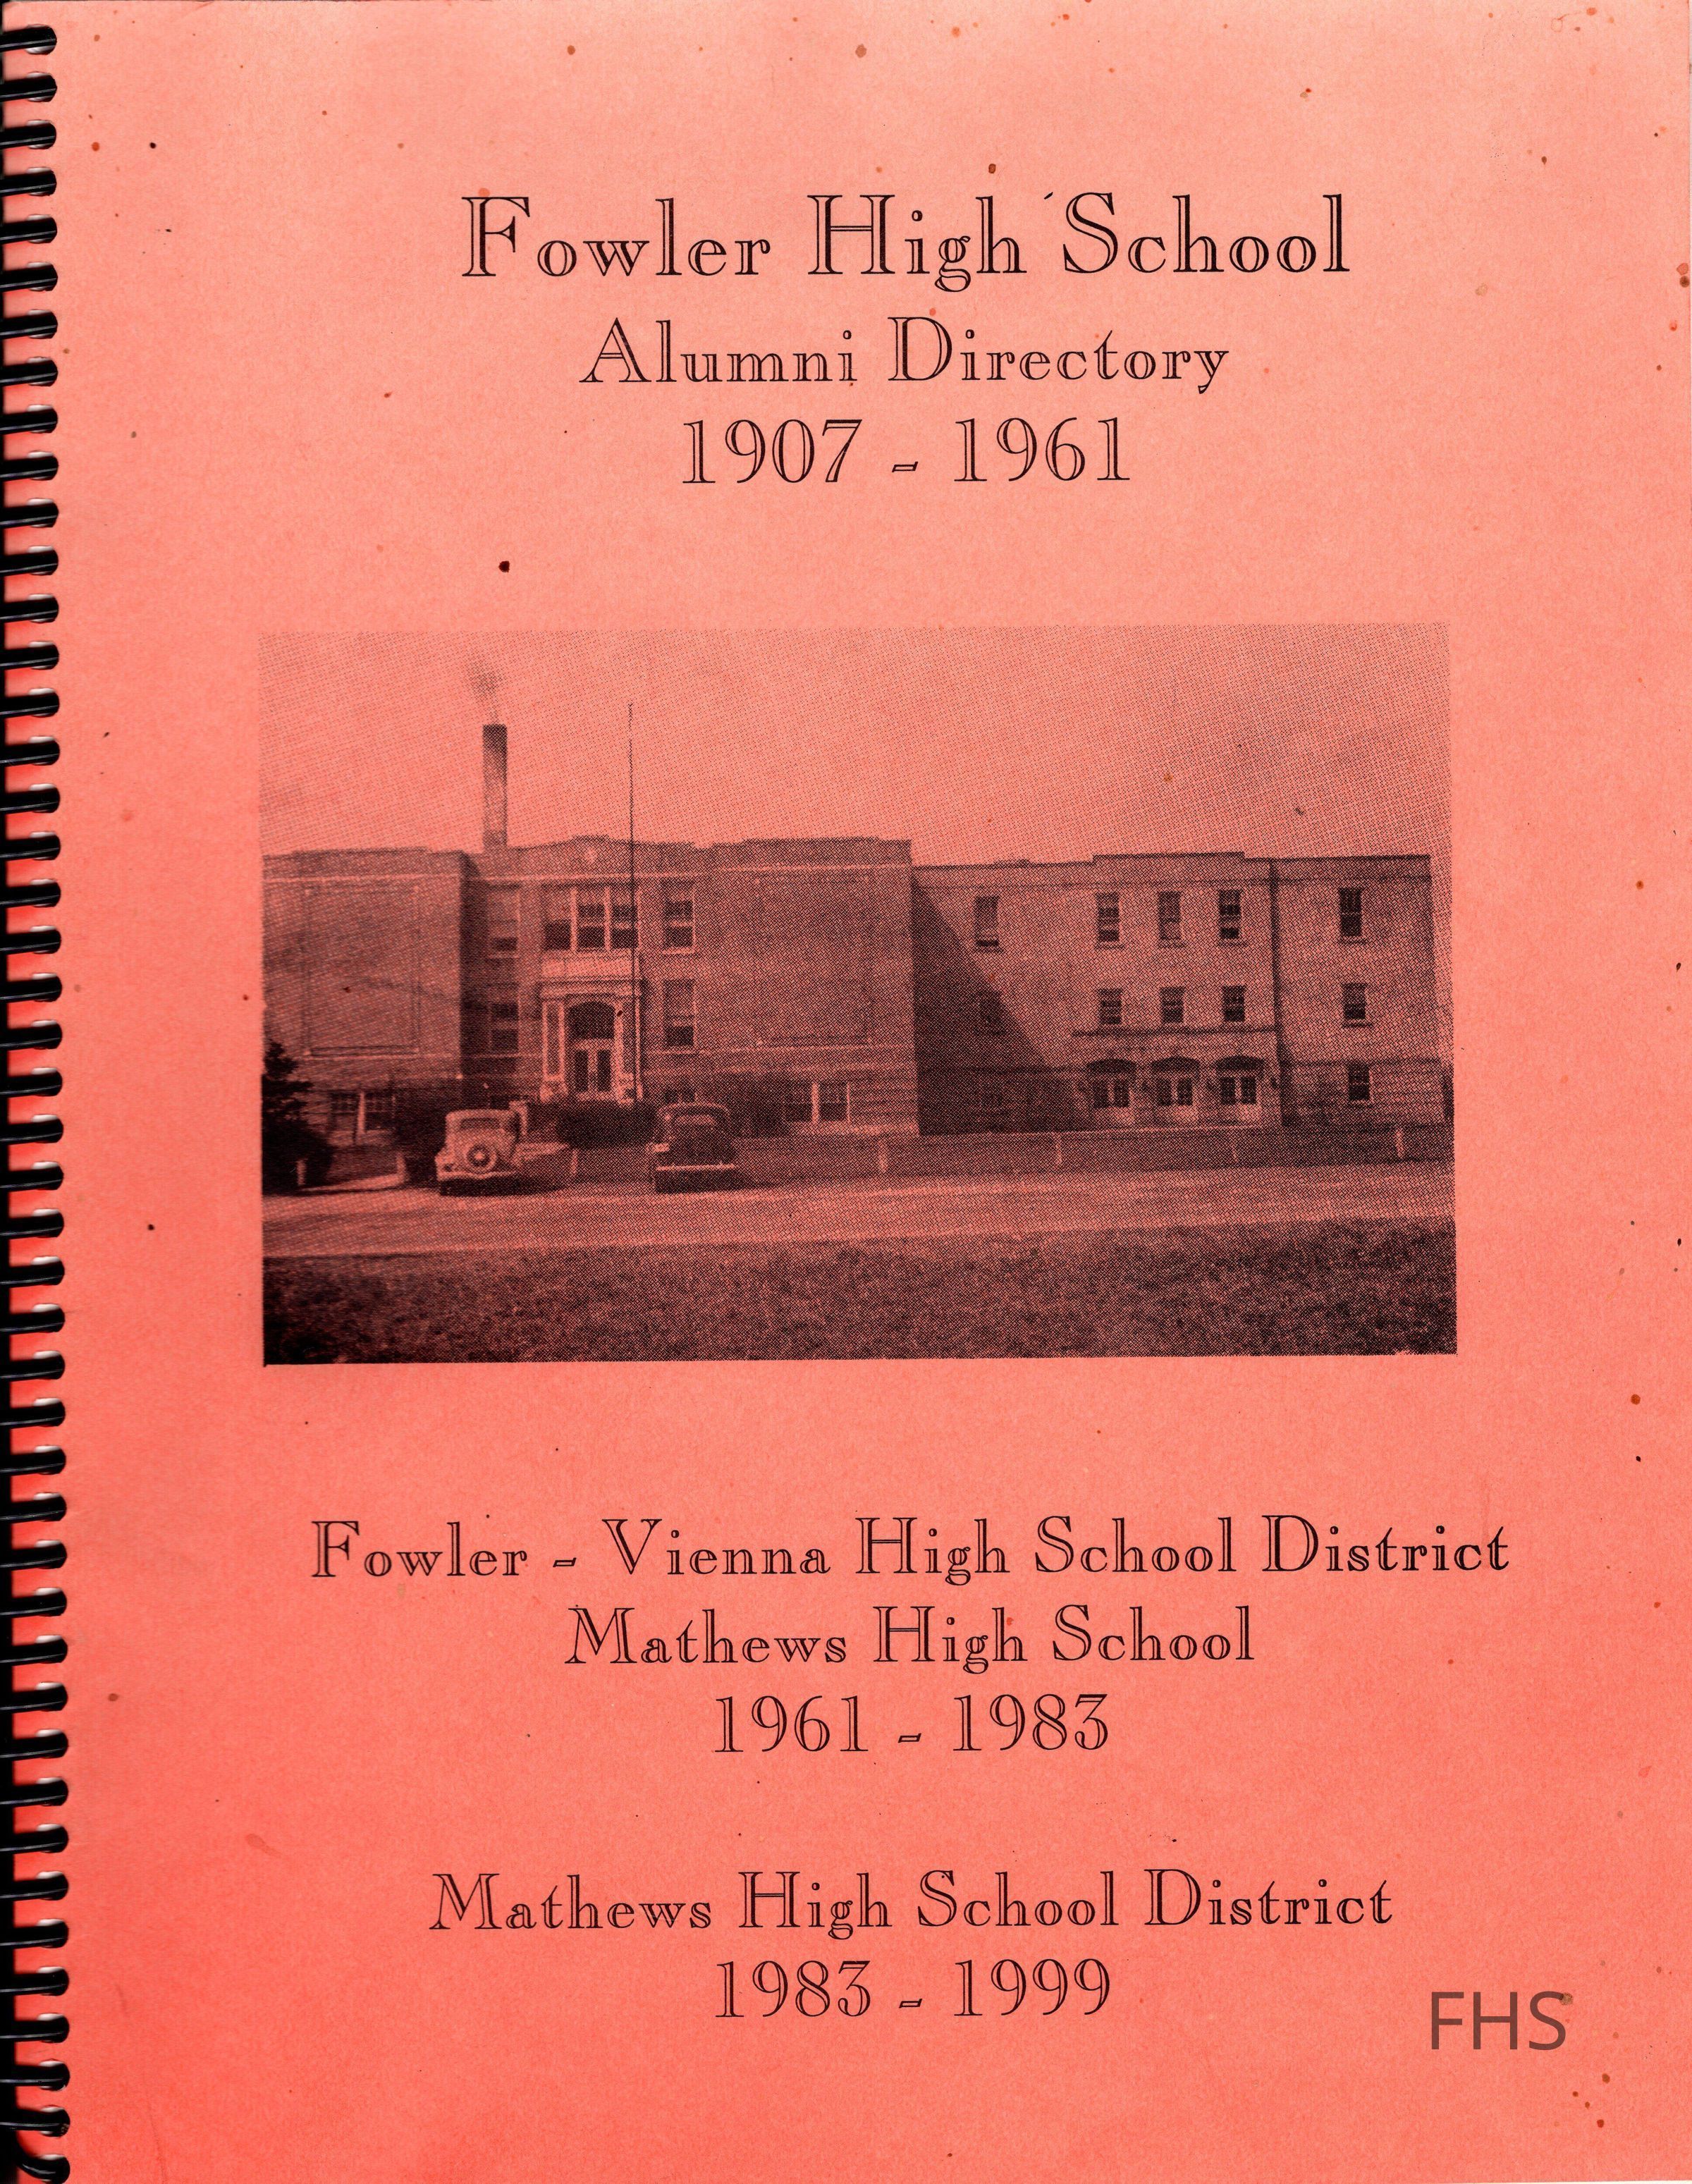 Fowler High School
Alumni Directory
1907 - 1961
Fowler - Vienna High School District
Mathews High School
1961 - 1983
Mathews High School District
1983 - 1999
FHS